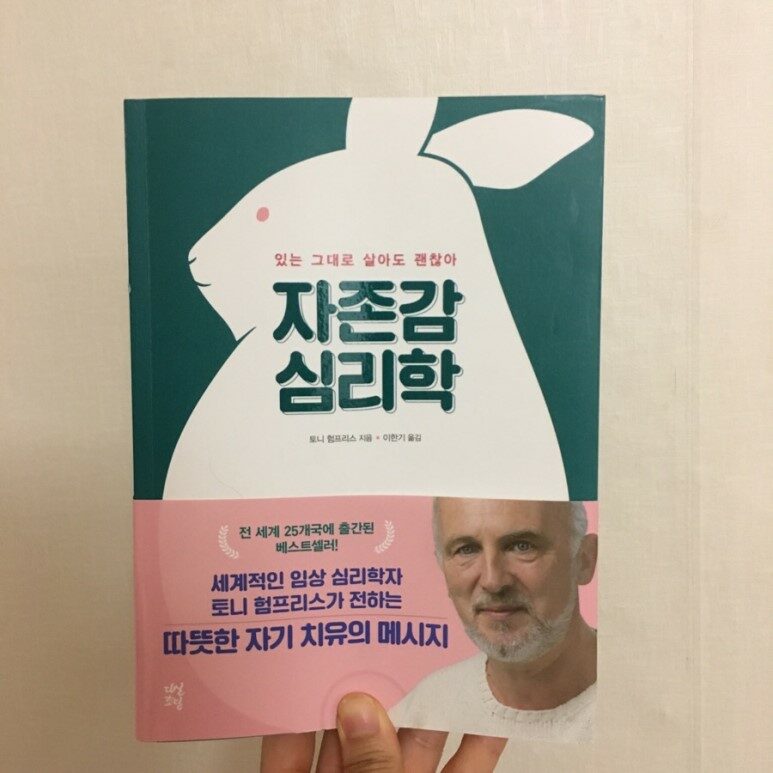 있는 그대로 살아도 괜찮아
자존감
심리학
토니 험프리스 지음 • 이한기 옮김
전 세계 25개국에 출간된
베스트셀러!
세계적인 임상 심리학자
토니 험프리스가 전하는
따뜻한 자기 치유의 메시지
다산
초당